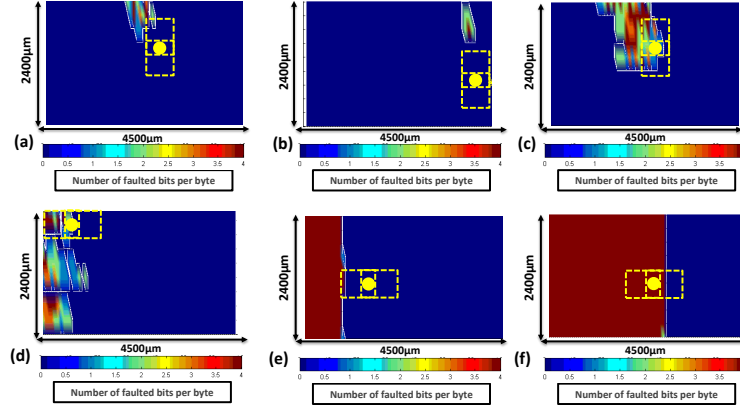 2400µm
2400µm
2400µm
(a)
4500µm
(b)
4500µm
(c)
4500µm
0 0.5 1 1.5 2 2.5 3 3.5 4
0 0.5 1 1.5 2 2.5 3 3.5 4
0 0.5 1 1.5 2 2.5 3 3.5
Number of faulted bits per byte
Number of faulted bits per byte
Number of faulted bits per byte
2400µm
2400µm
2400µm
(d)
4500µm
(e)
4500µm
(f)
4500µm
0 0.5 1 1.5 2 2.5 3 3.5 4
0 0.5 1 1.5 2 2.5 3 3.5 4
0 0.5 1 1.5 2 2.5 3 3.5
Number of faulted bits per byte
Number of faulted bits per byte
Number of faulted bits per byte